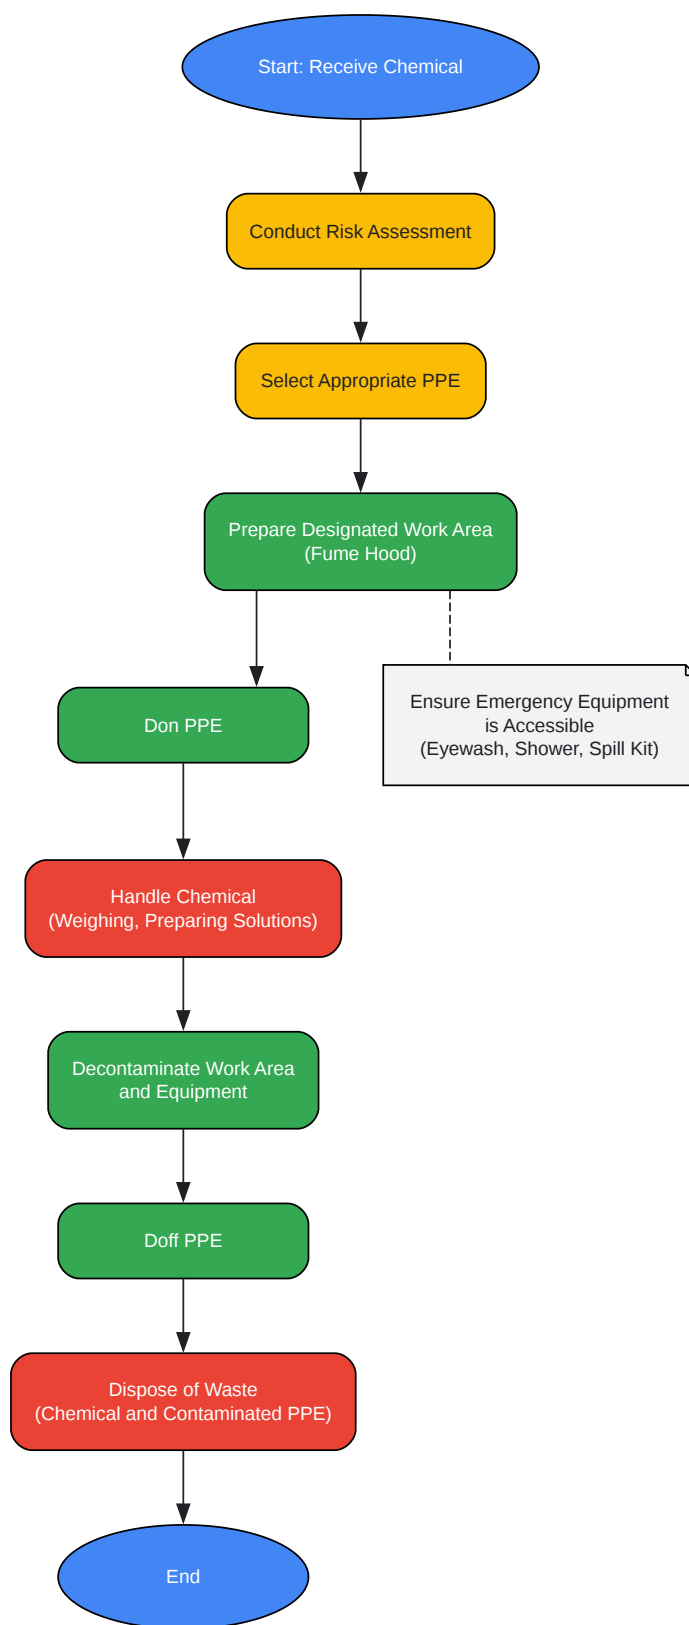 Start: Receive Chemical
Conduct Risk Assessment
Select Appropriate PPE
Prepare Designated Work Area
(Fume Hood)
Ensure Emergency Equipment
is Accessible
(Eyewash, Shower, Spill Kit)
Don PPE
Handle Chemical
(Weighing, Preparing Solutions)
Decontaminate Work Area
and Equipment
Doff PPE
Dispose of Waste
(Chemical and Contaminated PPE)
End